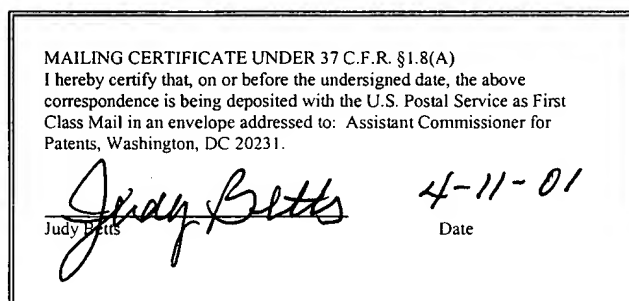 MAILING CERTIFICATE UNDER 37 C.F.R. §1.8(A)
I hereby certify that, on or before the undersigned date, the above
correspondence is being deposited with the U.S. Postal Service as First
Class Mail in an envelope addressed to: Assistant Commissioner for
Patents, Washington, DC 20231.
Judy Betts 4-11-01
Judy Betts Date